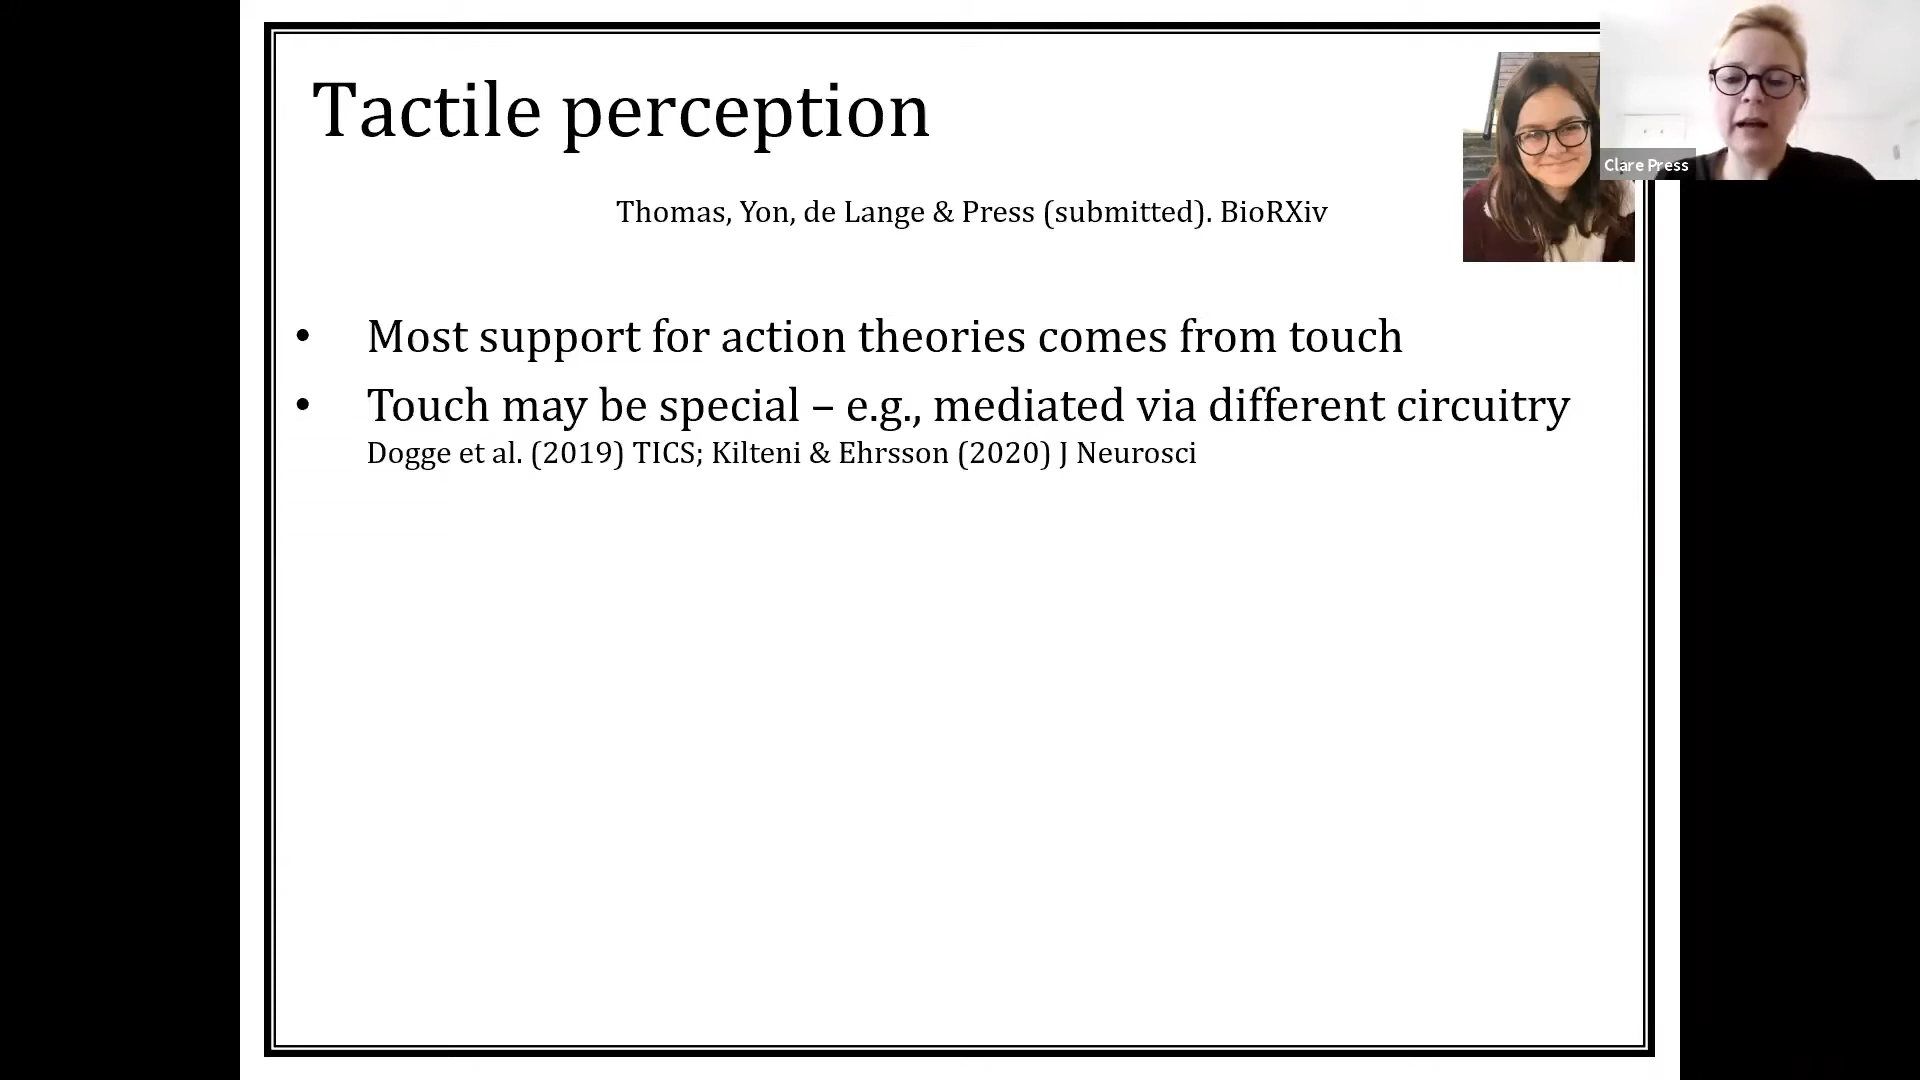 Tactile perception
Clare Press
Thomas, Yon, de Lange & Press (submitted). BioRXiv
• Most support for action theories comes from touch
• Touch may be special – e.g., mediated via different circuitry
Dogge et al. (2019) TICS; Kilteni & Ehrsson (2020) J Neurosci